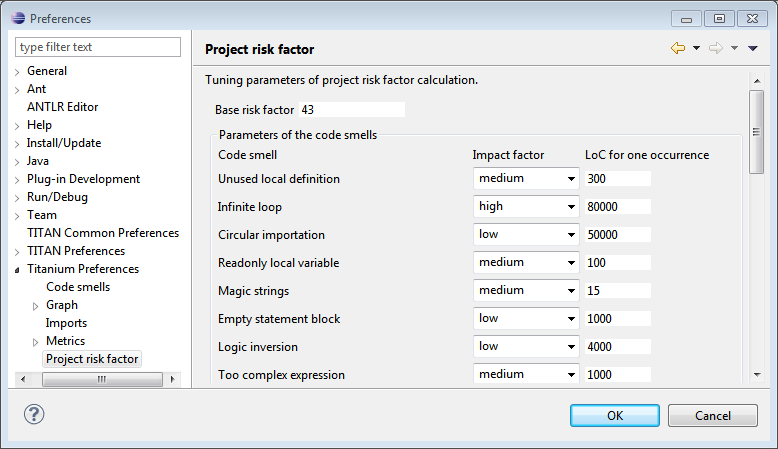 Preferences
type filter text
General
Ant
ANTLR Editor
Help
Install/Update
Java
Plug-in Development
Run/Debug
Team
TITAN Common Preferences
TITAN Preferences
Titanium Preferences
Code smells
Graph
Imports
Metrics
Project risk factor
Project risk factor
Tuning parameters of project risk factor calculation.
Base risk factor 43
Parameters of the code smells
Code smell Impact factor LoC for one occurrence
Unused local definition medium 300
Infinite loop high 80000
Circular importation low 50000
Readonly local variable medium 100
Magic strings medium 15
Empty statement block low 1000
Logic inversion low 4000
Too complex expression medium 1000
?
OK Cancel